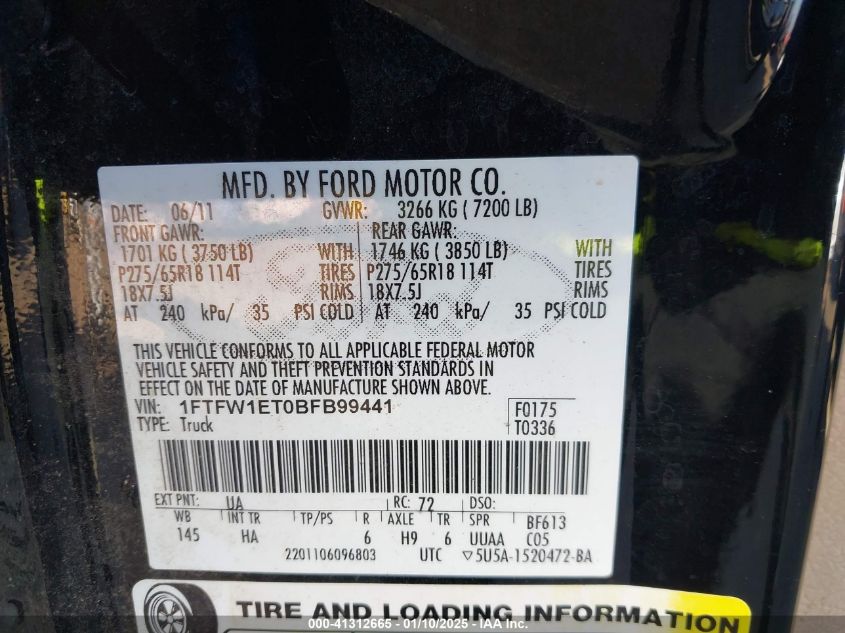 MFD. BY FORD MOTOR CO.
DATE: 06/11 GVWR: 3266 KG ( 7200 LB)
FRONT GAWR: REAR GAWR:
1701 KG ( 3750 LB) WITH 1746 KG ( 3850 LB) WITH
P275/65R18 114T TIRES P275/65R18 114T TIRES
18X7.5J RIMS 18X7.5J RIMS
AT 240 kPa/ 35 PSI COLD AT 240 kPa/ 35 PSI COLD
THIS VEHICLE CONFORMS TO ALL APPLICABLE FEDERAL MOTOR
VEHICLE SAFETY AND THEFT PREVENTION STANDARDS IN
EFFECT ON THE DATE OF MANUFACTURE SHOWN ABOVE.
VIN: 1FTFW1ET0BFB99441 F0175
TYPE: Truck T0336
EXT PNT: UA RC: 72 DSO:
WB INT TR TP/PS R AXLE TR SPR BF613
145 HA 6 H9 6 UUAA C05
2201106096803 UTC ▽5U5A-1520472-BA
TIRE AND LOADING INFORMATION
000-41312665 - 01/10/2025 - IAA Inc.